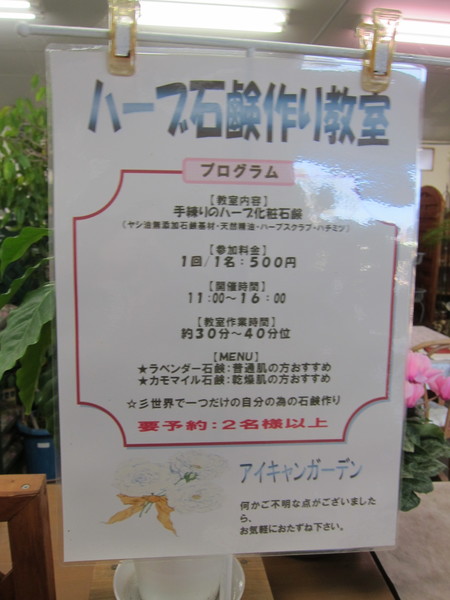 ハーブ石鹸作り教室
プログラム
【教室内容】
手練りのハーブ化粧石鹸
(ヤシ油無添加石鹸基材・天然精油・ハーブスクラブ・ハチミツ)
【参加料金】
1回/1名：500円
【開催時間】
11:00～16:00
【教室作業時間】
約30分～40分位
【MENU】
★ラベンダー石鹸：普通肌の方おすすめ
★カモマイル石鹸：乾燥肌の方おすすめ
☆彡世界で一つだけの自分の為の石鹸作り
要予約：2名様以上
アイキャンガーデン
何かご不明な点がございました
ら、
お気軽におたずね下さい。